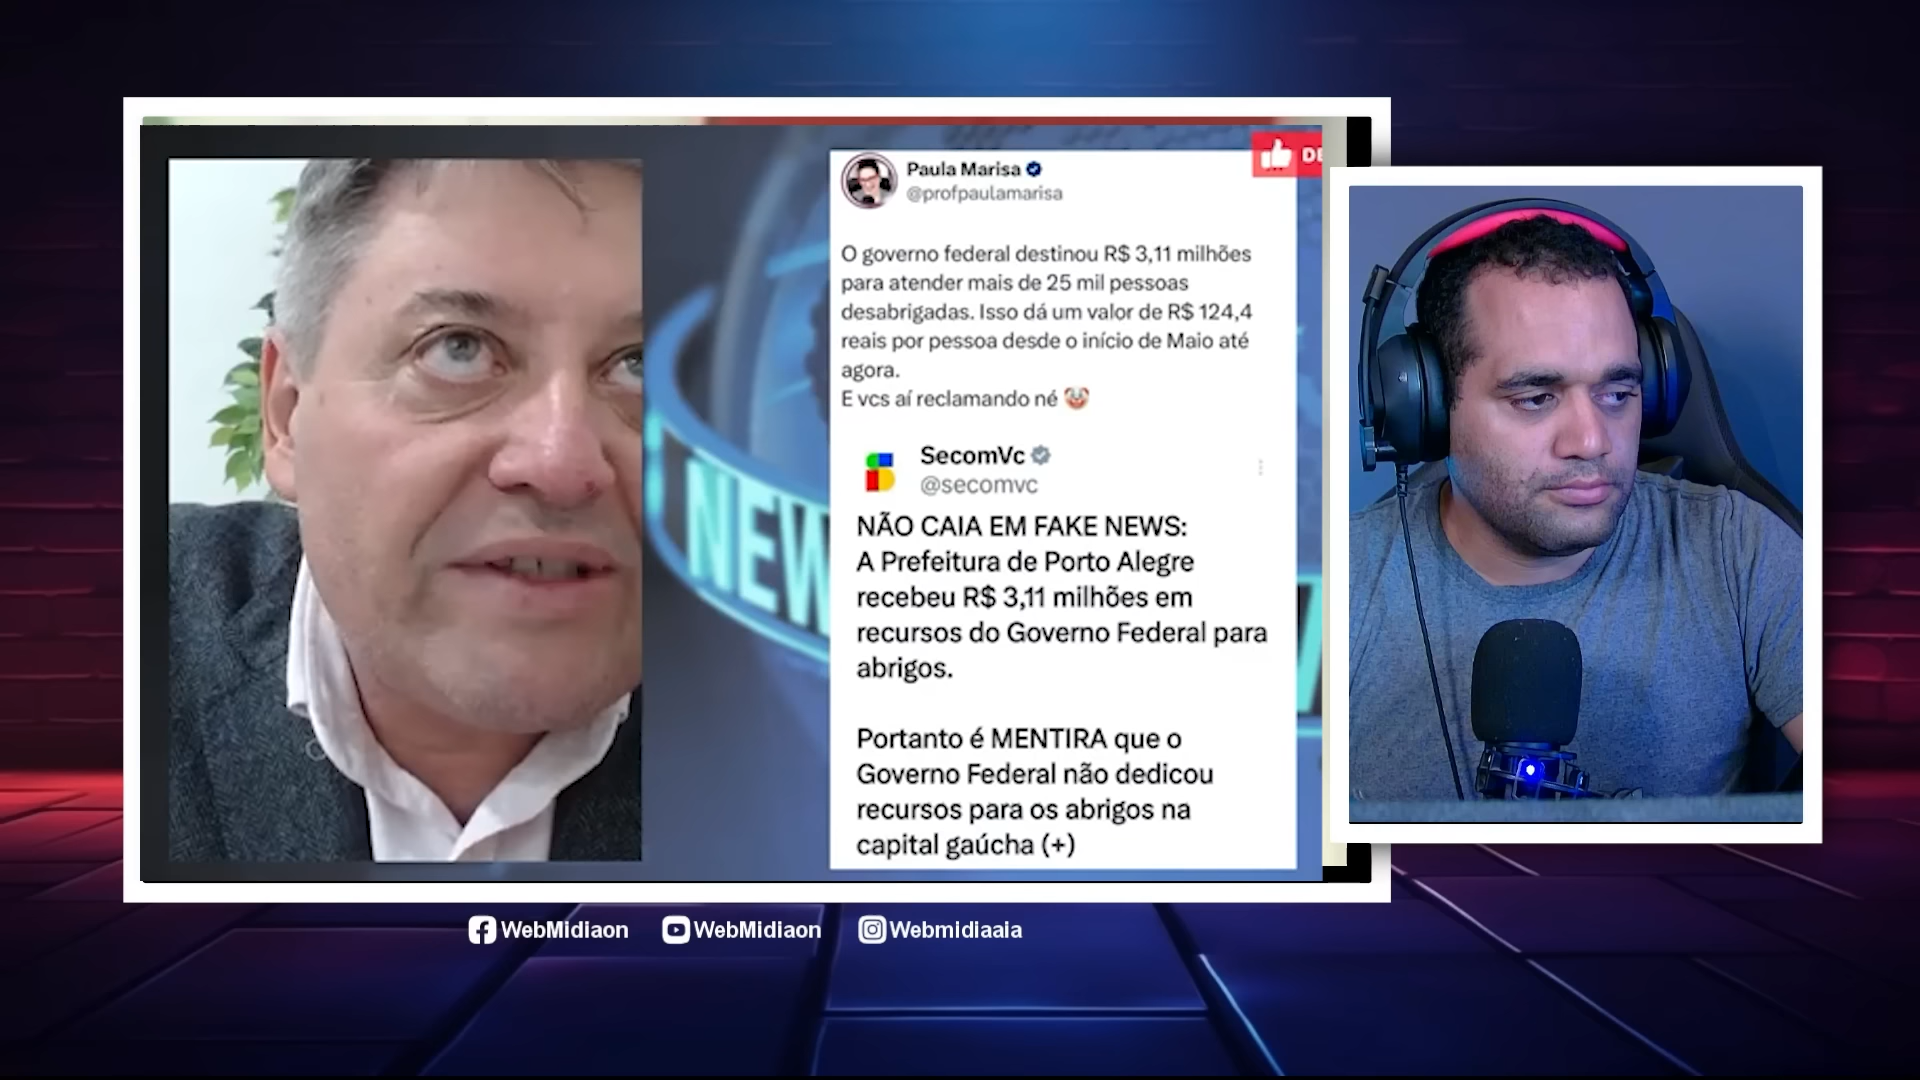 Paula Marisa
@profpaulamarisa
O governo federal destinou R$ 3,11 milhões
para atender mais de 25 mil pessoas
desabrigadas. Isso dá um valor de R$ 124,4
reais por pessoa desde o início de Maio até
agora.
E vcs aí reclamando né 🤡
SecomVc
@secomvc
NÃO CAIA EM FAKE NEWS:
A Prefeitura de Porto Alegre
recebeu R$ 3,11 milhões em
recursos do Governo Federal para
abrigos.
Portanto é MENTIRA que o
Governo Federal não dedicou
recursos para os abrigos na
capital gaúcha (+)
NEW
WebMidiaon
WebMidiaon
Webmidiaaia